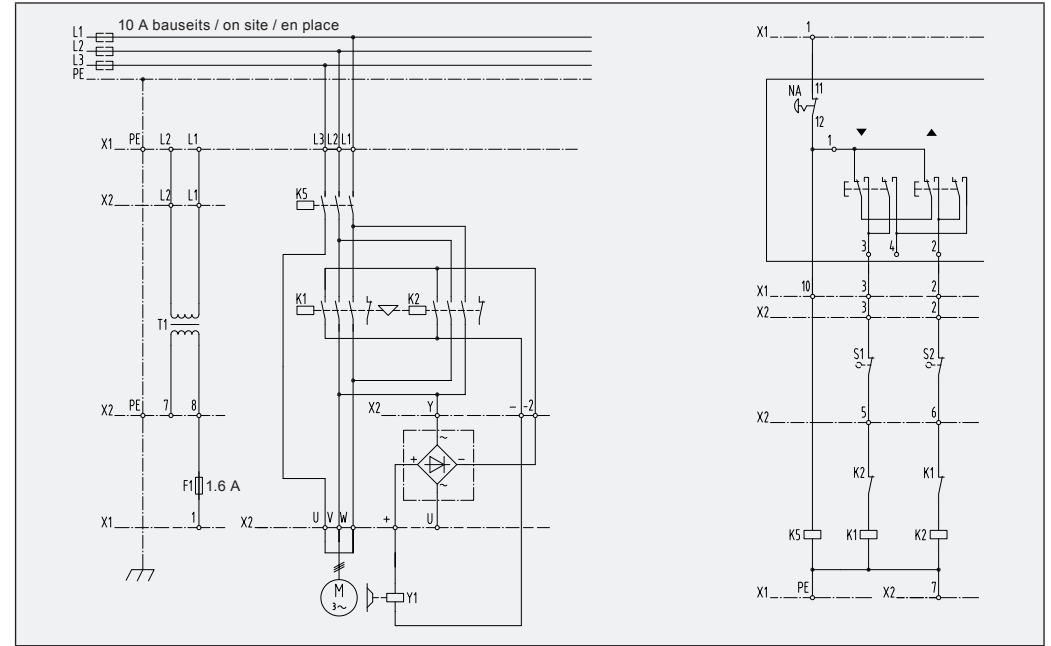 10 A bauseits / on site / en place
L1
L2
L3
PE
X1 PE L2 L1 L3 L2 L1
X2 L2 L1
K5
K1 K2
T1
X2 PE 7 8
X2 Y - -2
~
+ -
~
F1 1.6 A
X1 1
X2 U V W + U
M
3~
Y1
X1 1
NA 11
12
1 ▼ ▲
3 4 2
X1 10 3 2
X2 3 2
S1 S2
X2 5 6
K2 K1
K5 K1 K2
X1 PE X2 7